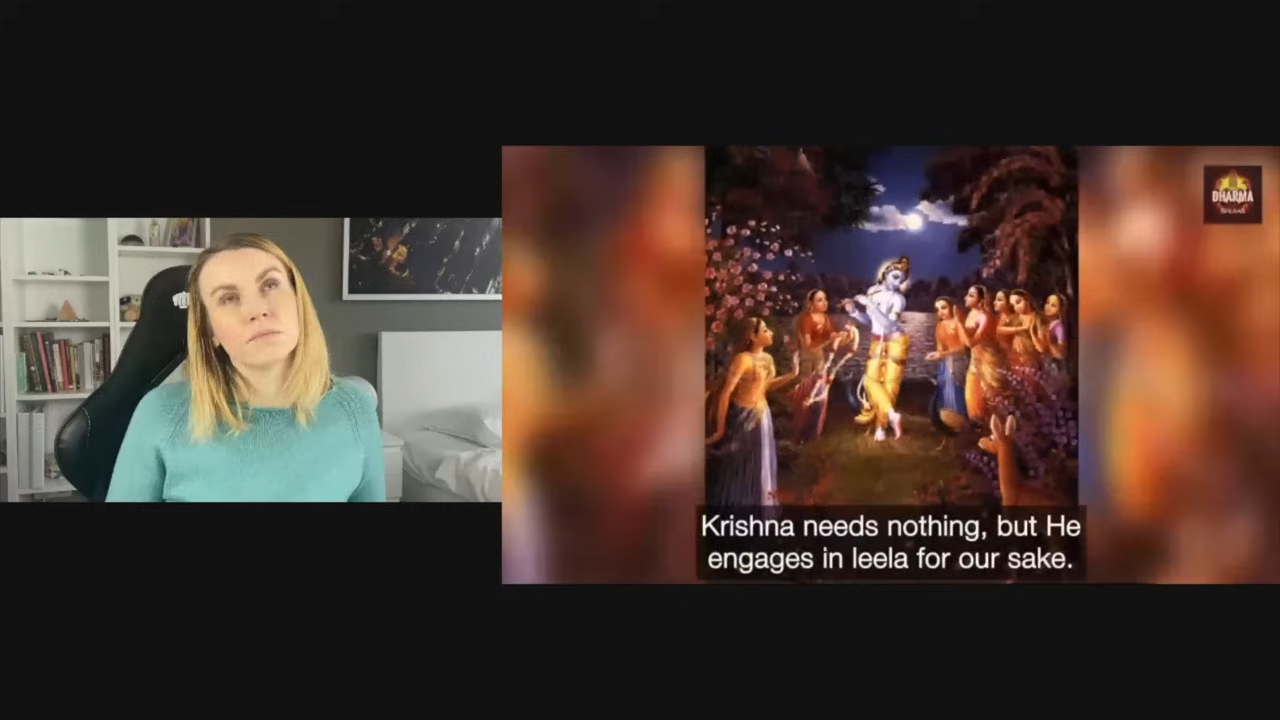 DHARMA
Krishna needs nothing, but He
engages in leela for our sake.